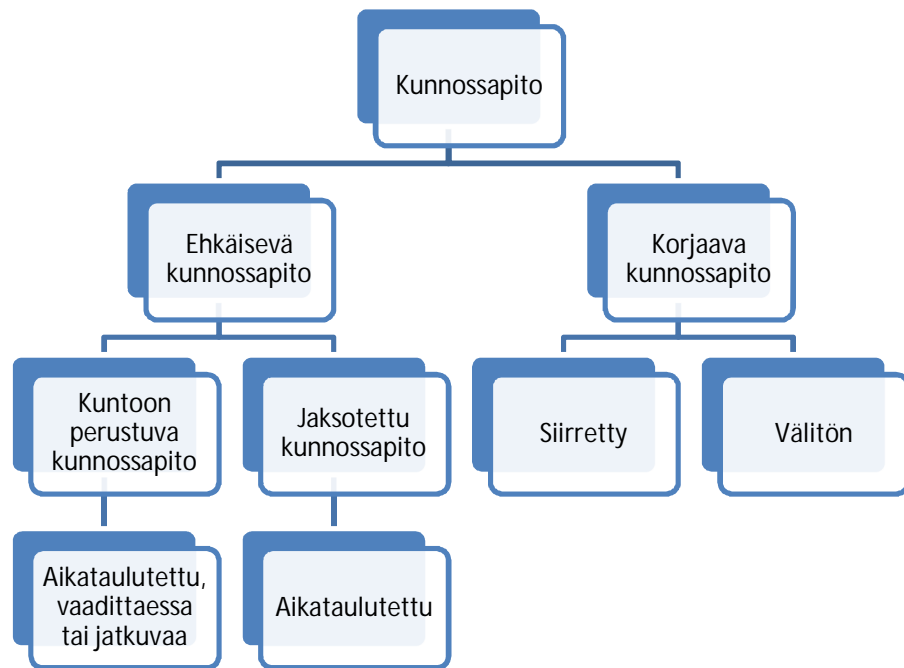 Kunnossapito
Ehkäisevä
kunnossapito
Korjaava
kunnossapito
Kuntoon
perustuva
kunnossapito
Jaksotettu
kunnossapito
Siirretty
Välitön
Aikataulutettu,
vaadittaessa
tai jatkuvaa
Aikataulutettu